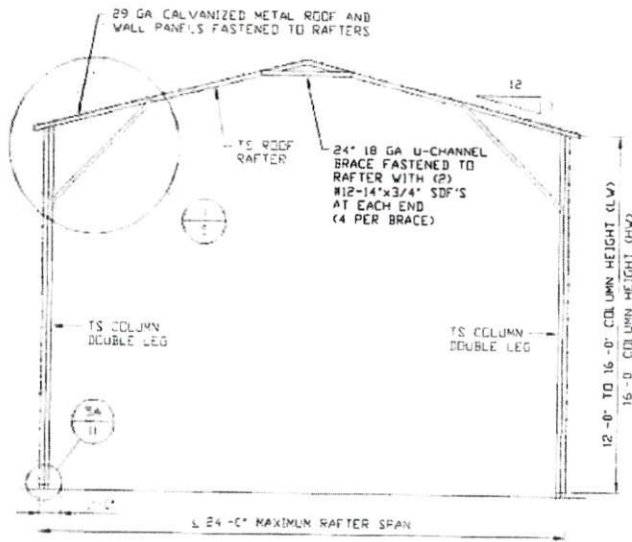 29 GA GALVANIZED METAL ROOF AND
WALL PANELS FASTENED TO RAFTERS
12
TS ROOF
RAFTER
24" 18 GA U-CHANNEL
BRACE FASTENED TO
RAFTER WITH (2)
#12-14"x3/4" SDF'S
AT EACH END
(4 PER BRACE)
TS COLUMN
DOUBLE LEG
TS COLUMN
DOUBLE LEG
12'-0" TO 16'-0" COLUMN HEIGHT (LW)
16'-0" COLUMN HEIGHT (HW)
5A
11
24'-0" MAXIMUM RAFTER SPAN